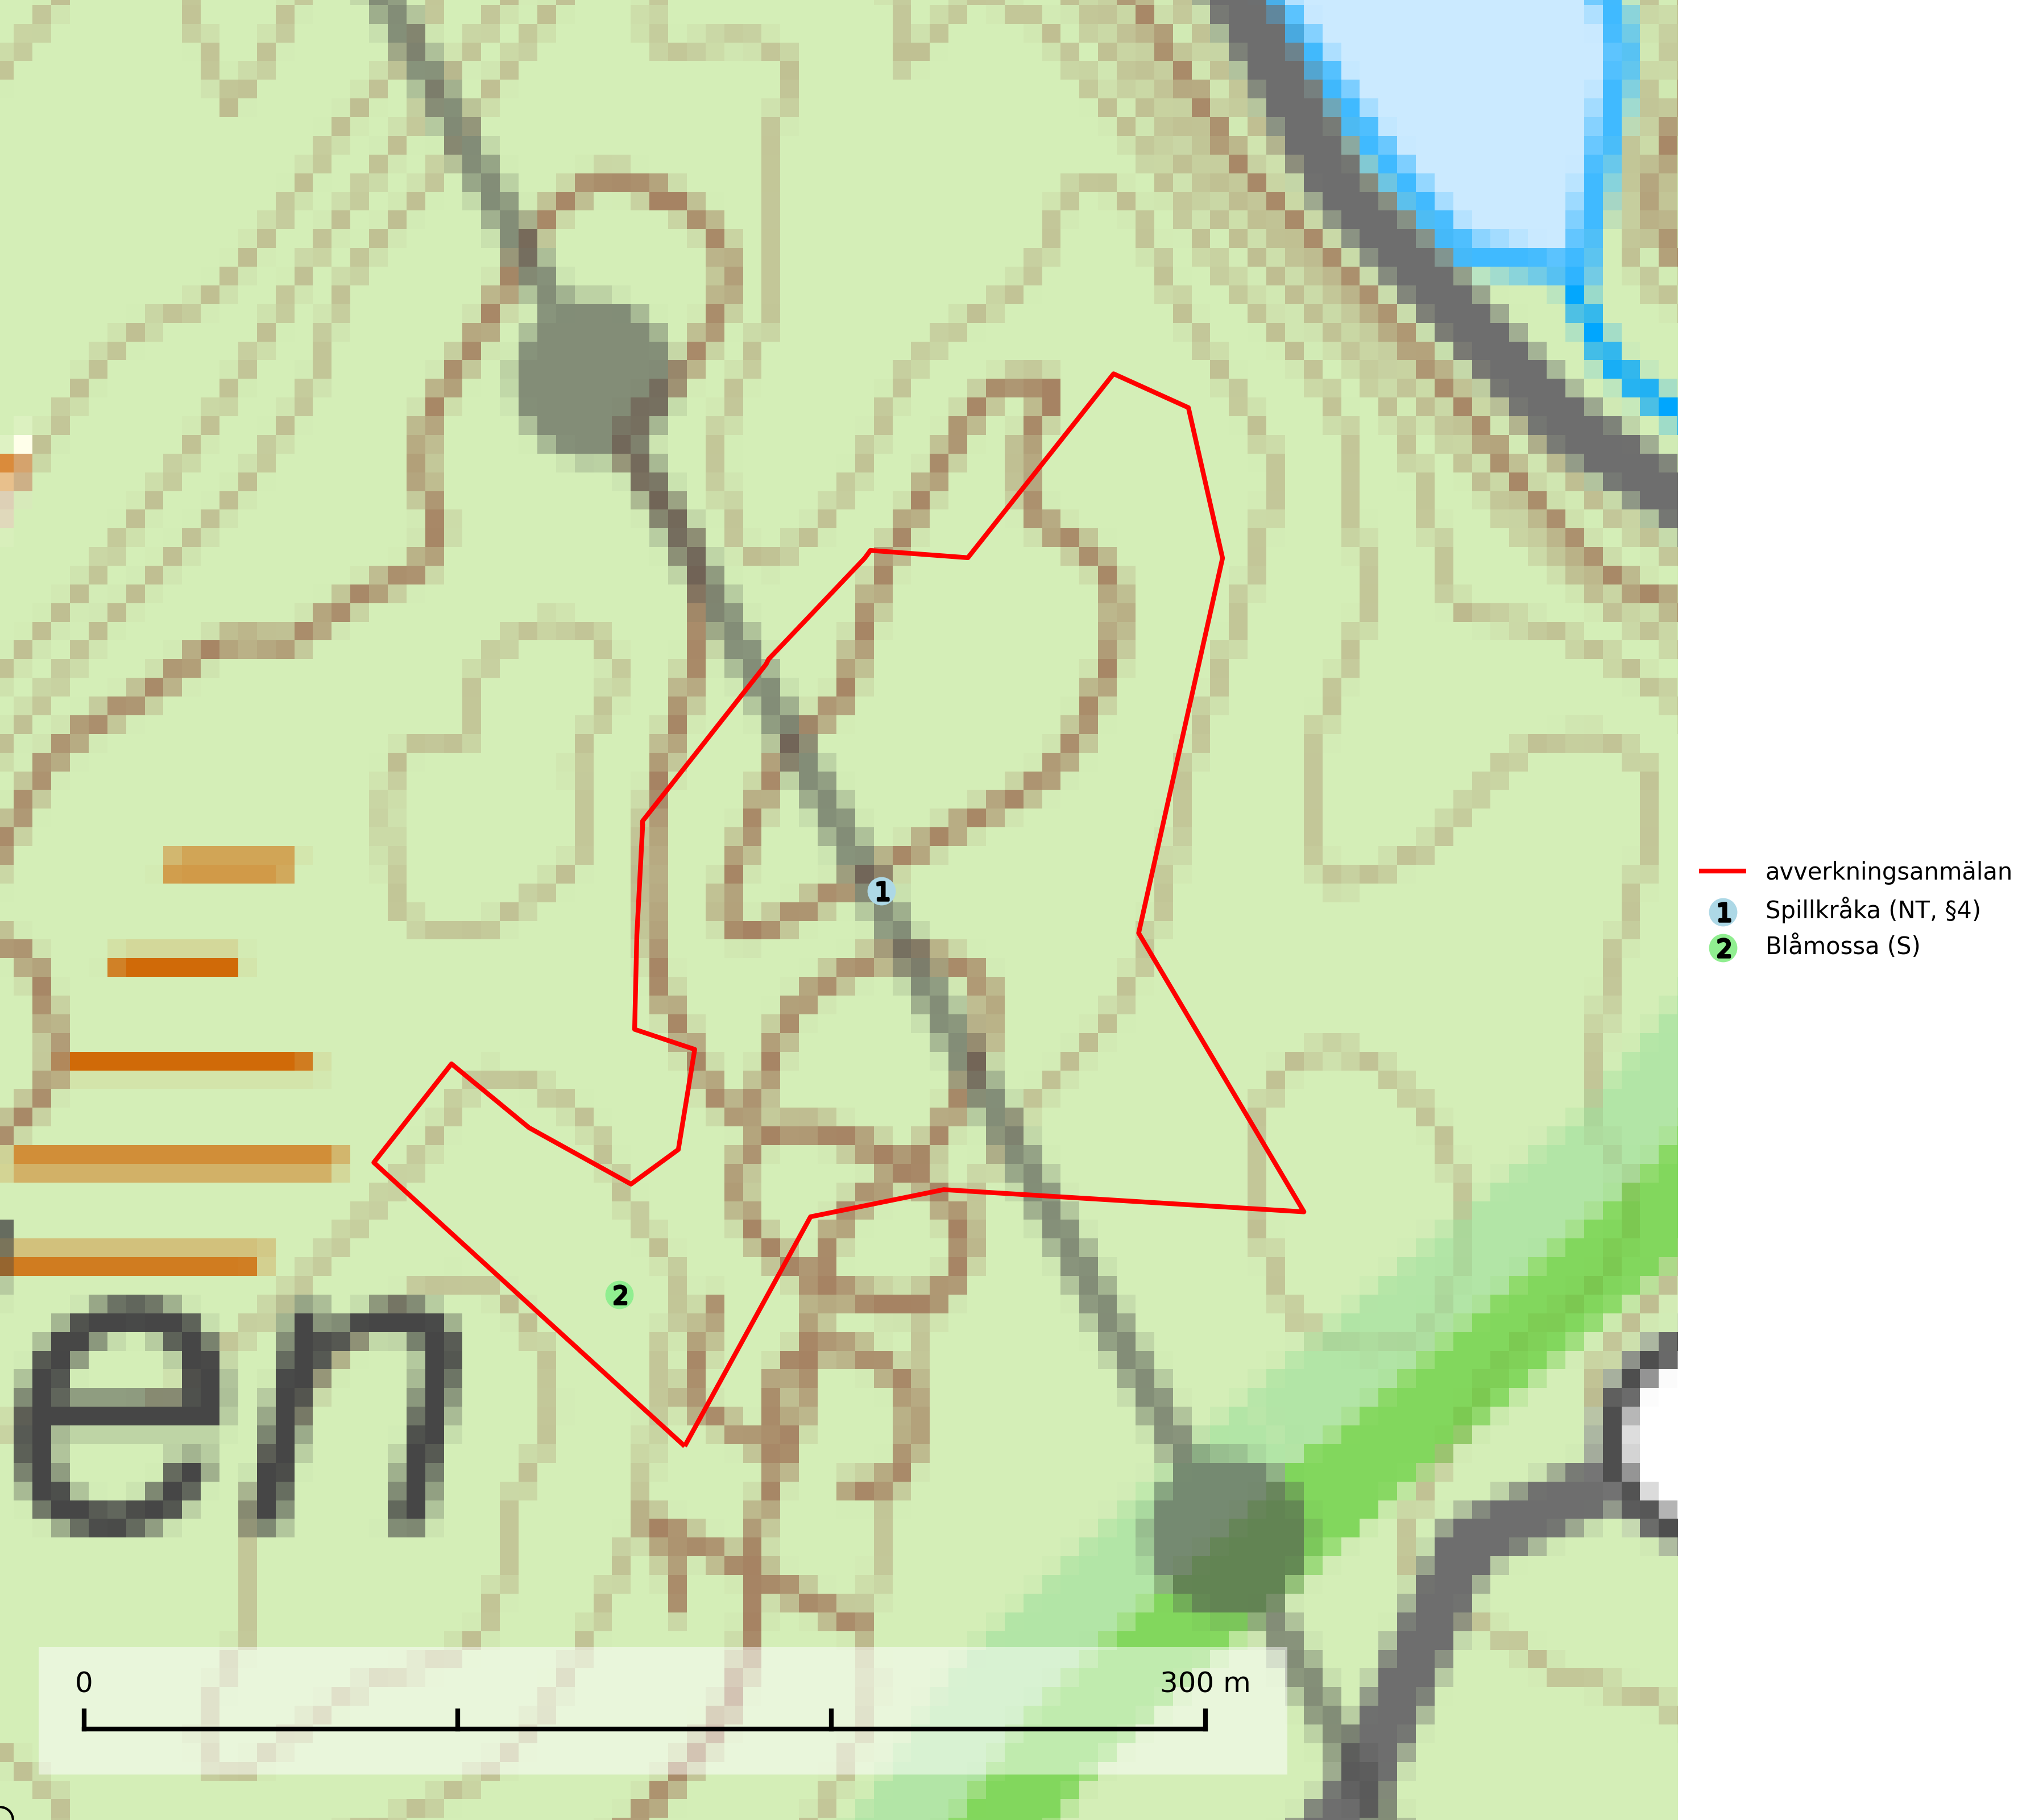 1
2
en
0 300 m
avverkningsanmälan
1 Spillkråka (NT, §4)
2 Blåmossa (S)